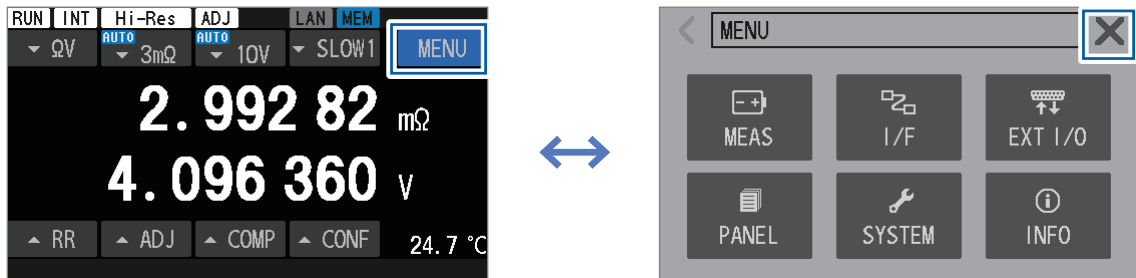 RUN INT Hi-Res ADJ LAN MEM
ΩV AUTO 3mΩ AUTO 10V SLOW1 MENU
2.992 82 mΩ
4.096 360 V
RR ADJ COMP CONF 24.7 °C
MENU
MEAS I/F EXT I/O
PANEL SYSTEM INFO